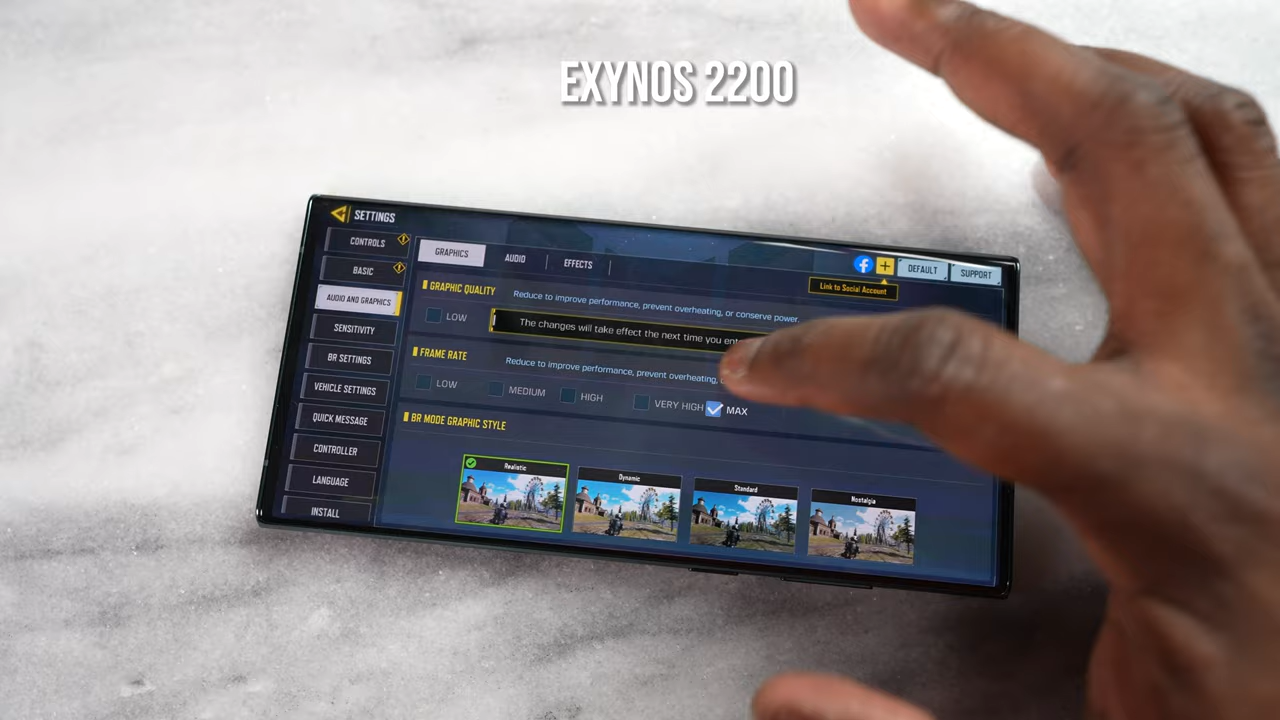 EXYNOS 2200
SETTINGS
CONTROLS
BASIC
AUDIO AND GRAPHICS
SENSITIVITY
BR SETTINGS
VEHICLE SETTINGS
QUICK MESSAGE
CONTROLLER
LANGUAGE
INSTALL
GRAPHICS
AUDIO
EFFECTS
DEFAULT
SUPPORT
Link to Social Account
GRAPHIC QUALITY
Reduce to improve performance, prevent overheating, or conserve power.
LOW
The changes will take effect the next time you
FRAME RATE
Reduce to improve performance, prevent overheating,
LOW
MEDIUM
HIGH
VERY HIGH
MAX
BR MODE GRAPHIC STYLE
Realistic
Dynamic
Standard
Nostalgia